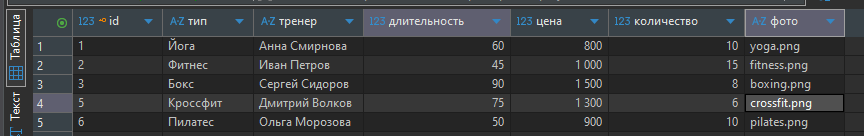 123 id A-Z тип A-Z тренер 123 длительность 123 цена 123 количество A-Z фото
1 1 Йога Анна Смирнова 60 800 10 yoga.png
2 2 Фитнес Иван Петров 45 1 000 15 fitness.png
3 3 Бокс Сергей Сидоров 90 1 500 8 boxing.png
4 5 Кроссфит Дмитрий Волков 75 1 300 6 crossfit.png
5 6 Пилатес Ольга Морозова 50 900 10 pilates.png
Таблица
Текст